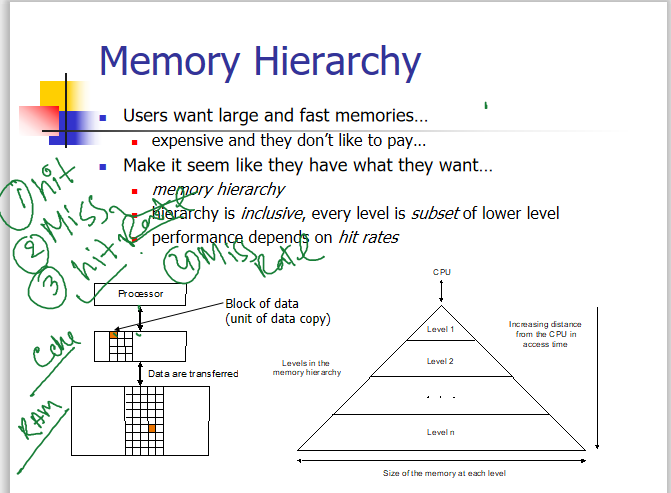 Memory Hierarchy
Users want large and fast memories…
expensive and they don’t like to pay…
Make it seem like they have what they want…
memory hierarchy
hierarchy is inclusive, every level is subset of lower level
performance depends on hit rates
① hit
② Miss
③ hit Rate
④ Miss Rate
Processor
Block of data
(unit of data copy)
Data are transferred
RAM
CPU
Level 1
Level 2
. . .
Level n
Levels in the
memory hierarchy
Increasing distance
from the CPU in
access time
Size of the memory at each level